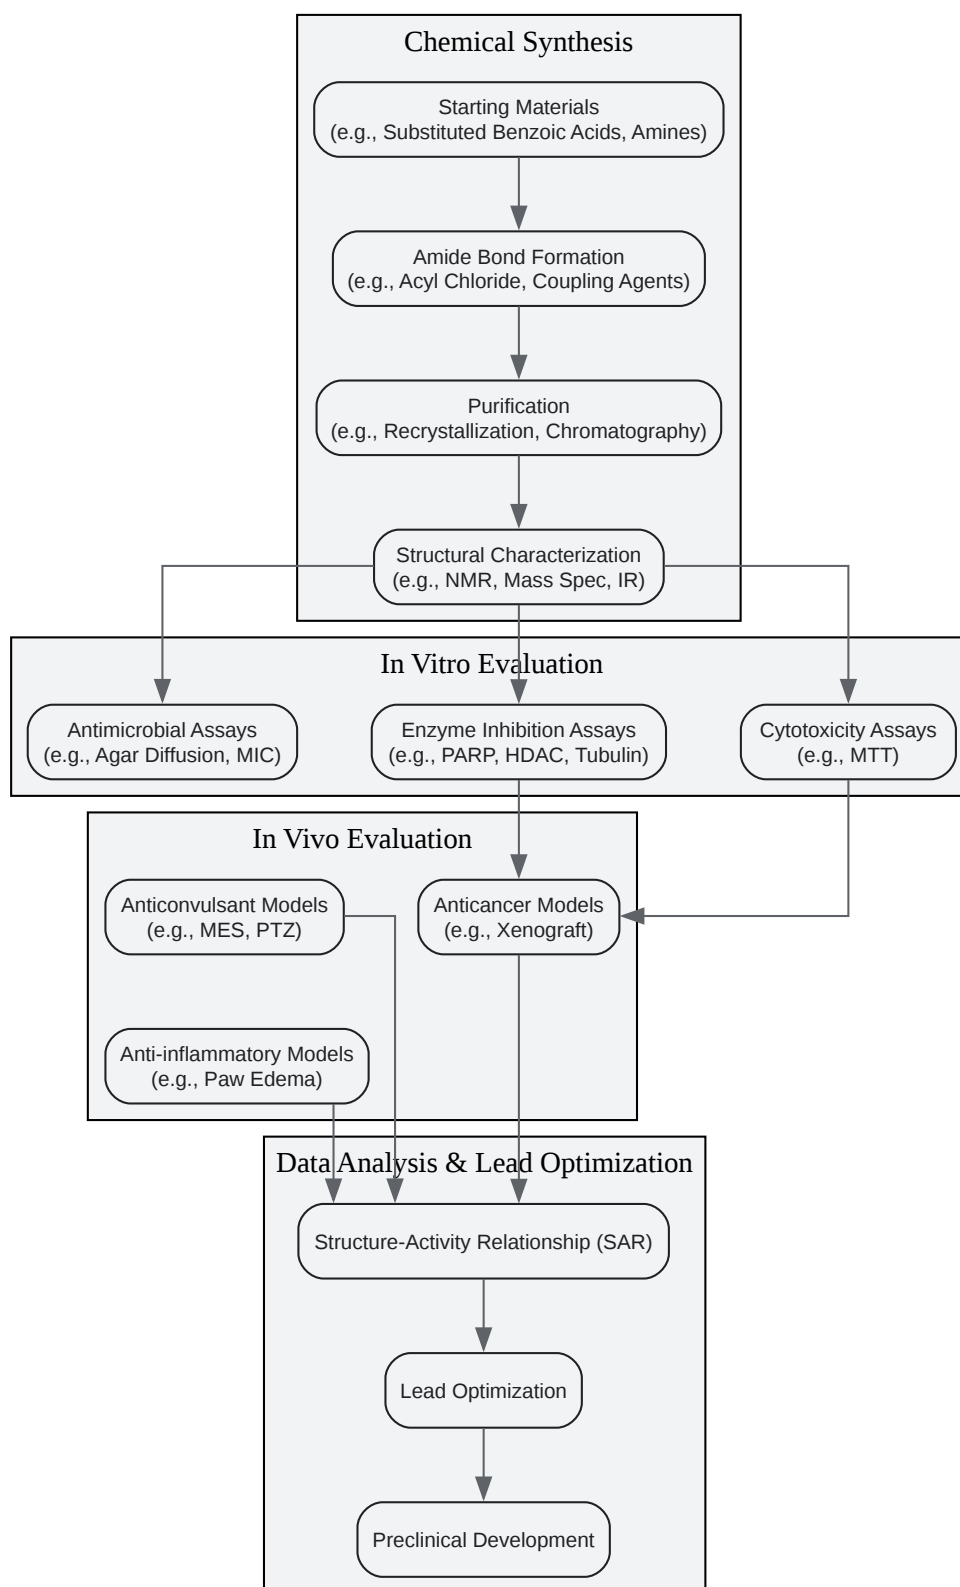 Chemical Synthesis
Starting Materials
(e.g., Substituted Benzoic Acids, Amines)
Amide Bond Formation
(e.g., Acyl Chloride, Coupling Agents)
Purification
(e.g., Recrystallization, Chromatography)
Structural Characterization
(e.g., NMR, Mass Spec, IR)
In Vitro Evaluation
Antimicrobial Assays
(e.g., Agar Diffusion, MIC)
Enzyme Inhibition Assays
(e.g., PARP, HDAC, Tubulin)
Cytotoxicity Assays
(e.g., MTT)
In Vivo Evaluation
Anticonvulsant Models
(e.g., MES, PTZ)
Anticancer Models
(e.g., Xenograft)
Anti-inflammatory Models
(e.g., Paw Edema)
Data Analysis & Lead Optimization
Structure-Activity Relationship (SAR)
Lead Optimization
Preclinical Development